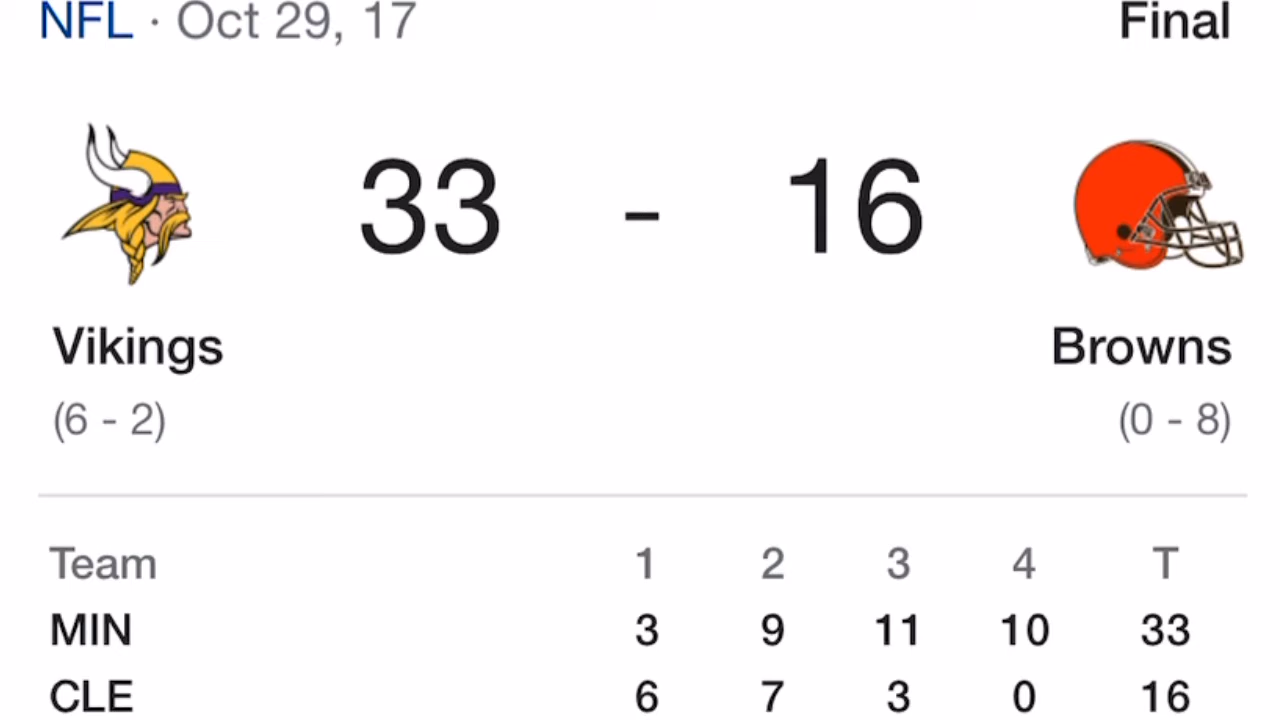 NFL · Oct 29, 17 Final
33 - 16
Vikings Browns
(6 - 2) (0 - 8)
Team 1 2 3 4 T
MIN 3 9 11 10 33
CLE 6 7 3 0 16